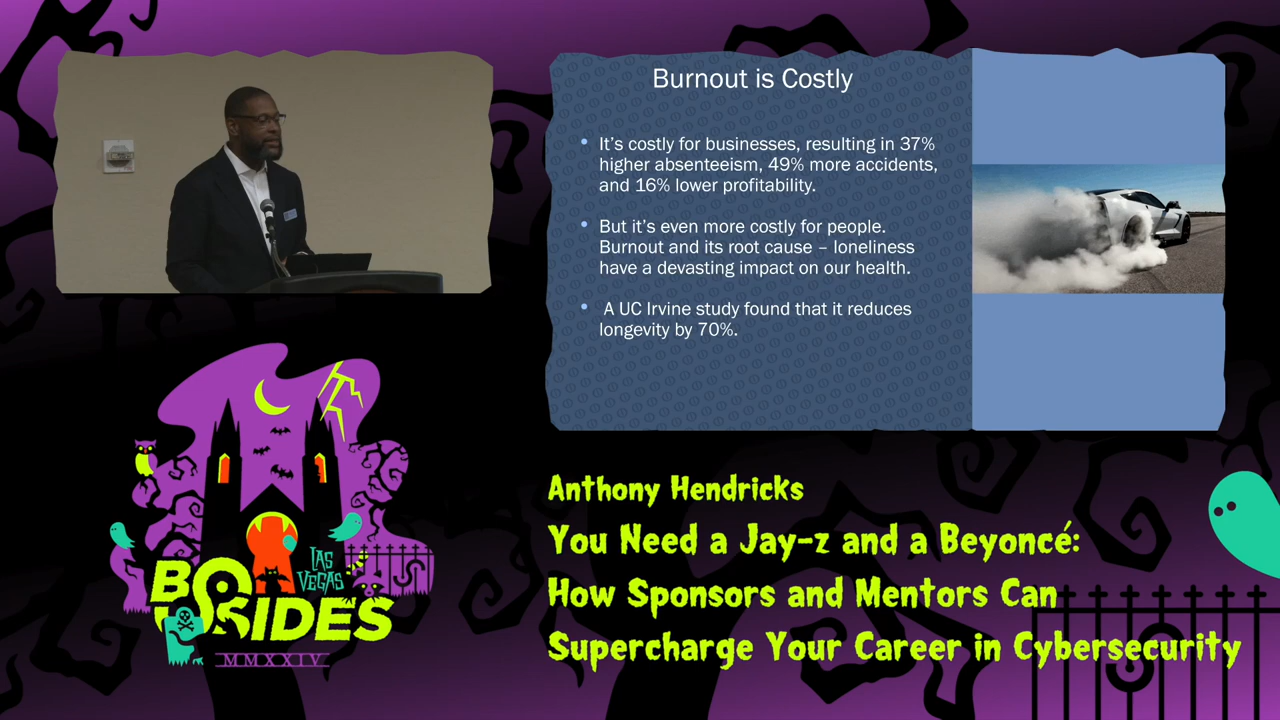 Burnout is Costly
• It’s costly for businesses, resulting in 37%
higher absenteeism, 49% more accidents,
and 16% lower profitability.
• But it’s even more costly for people.
Burnout and its root cause – loneliness
have a devasting impact on our health.
• A UC Irvine study found that it reduces
longevity by 70%.
Anthony Hendricks
You Need a Jay-z and a Beyoncé:
How Sponsors and Mentors Can
Supercharge Your Career in Cybersecurity
LAS
VEGAS
BSIDES
MMXXIV